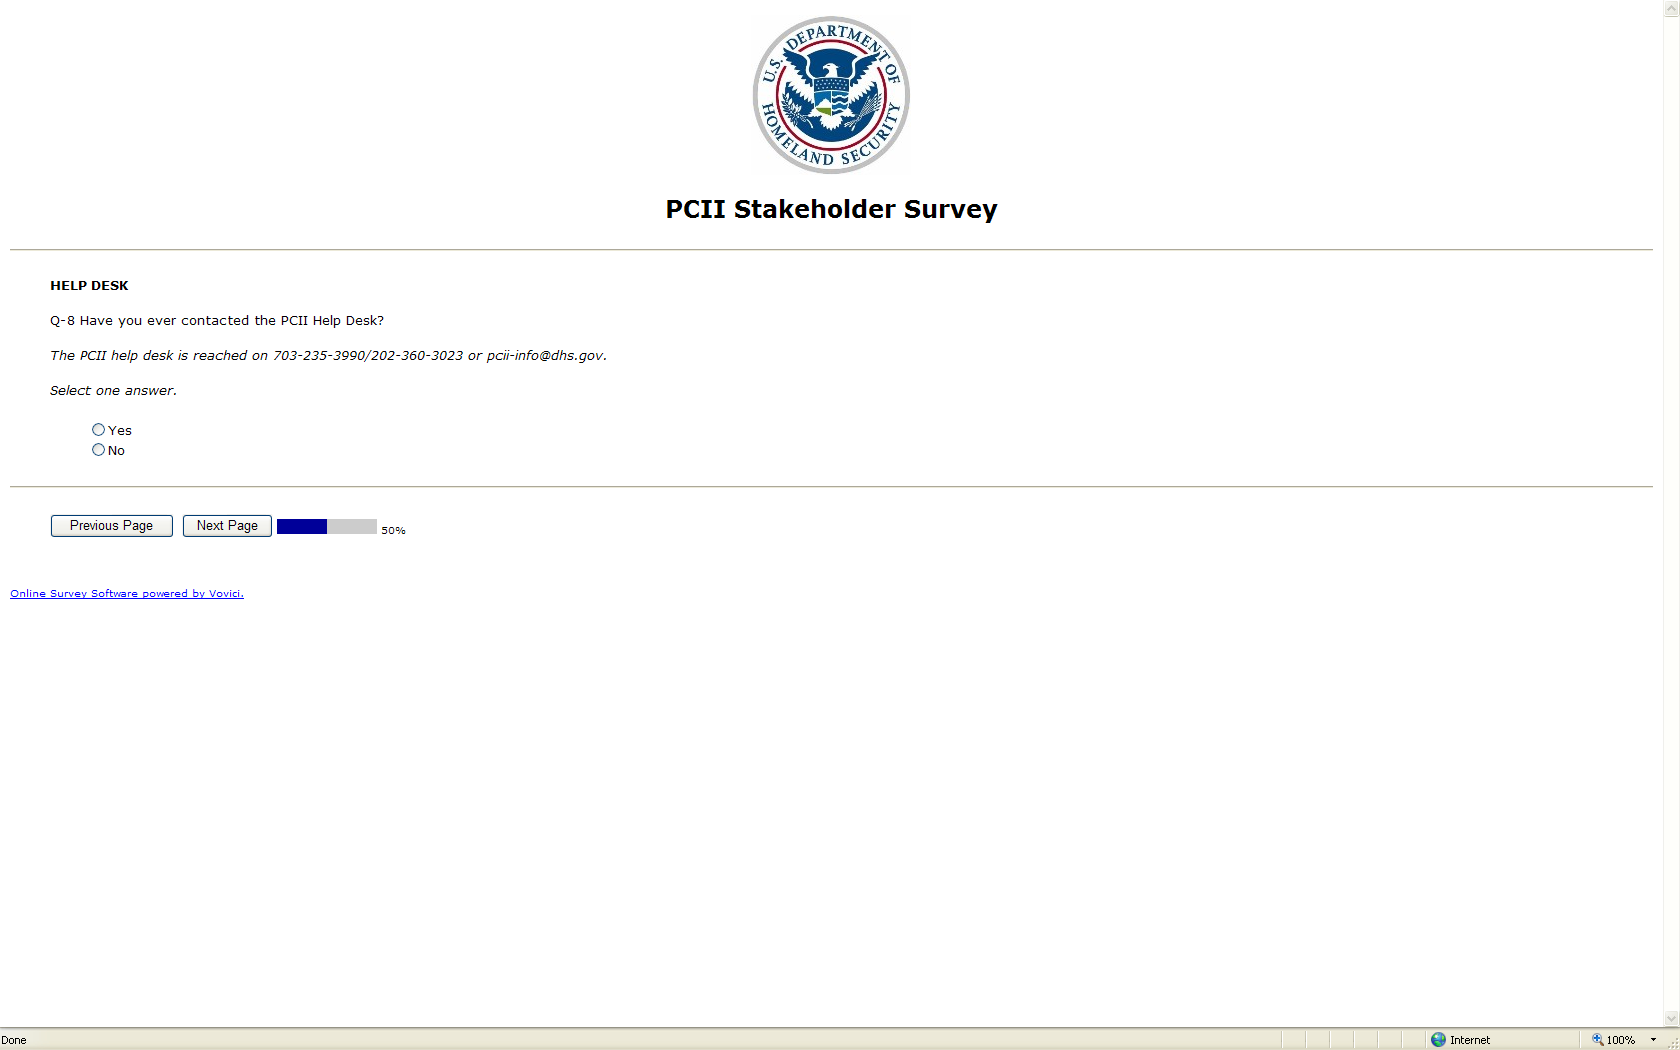 U.S. DEPARTMENT OF
HOMELAND SECURITY
PCII Stakeholder Survey
HELP DESK
Q-8 Have you ever contacted the PCII Help Desk?
The PCII help desk is reached on 703-235-3990/202-360-3023 or pcii-info@dhs.gov.
Select one answer.
Yes
No
Previous Page Next Page 50%
Online Survey Software powered by Vovici.
Done Internet 100%